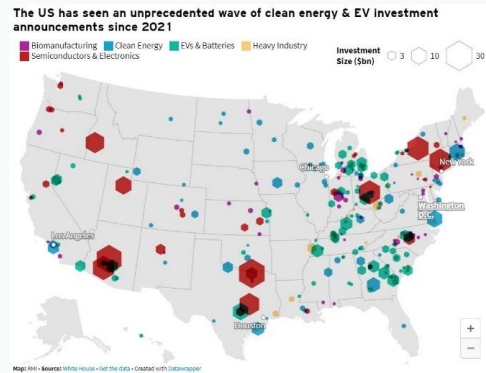 The US has seen an unprecedented wave of clean energy & EV investment
announcements since 2021
Biomanufacturing Clean Energy EVs & Batteries Heavy Industry
Semiconductors & Electronics
Investment
Size ($bn)
3 10 30
Chicago
New York
Washington
D.C.
Los Angeles
Houston
+
−
Map: RMI • Source: White House • Get the data • Created with Datawrapper